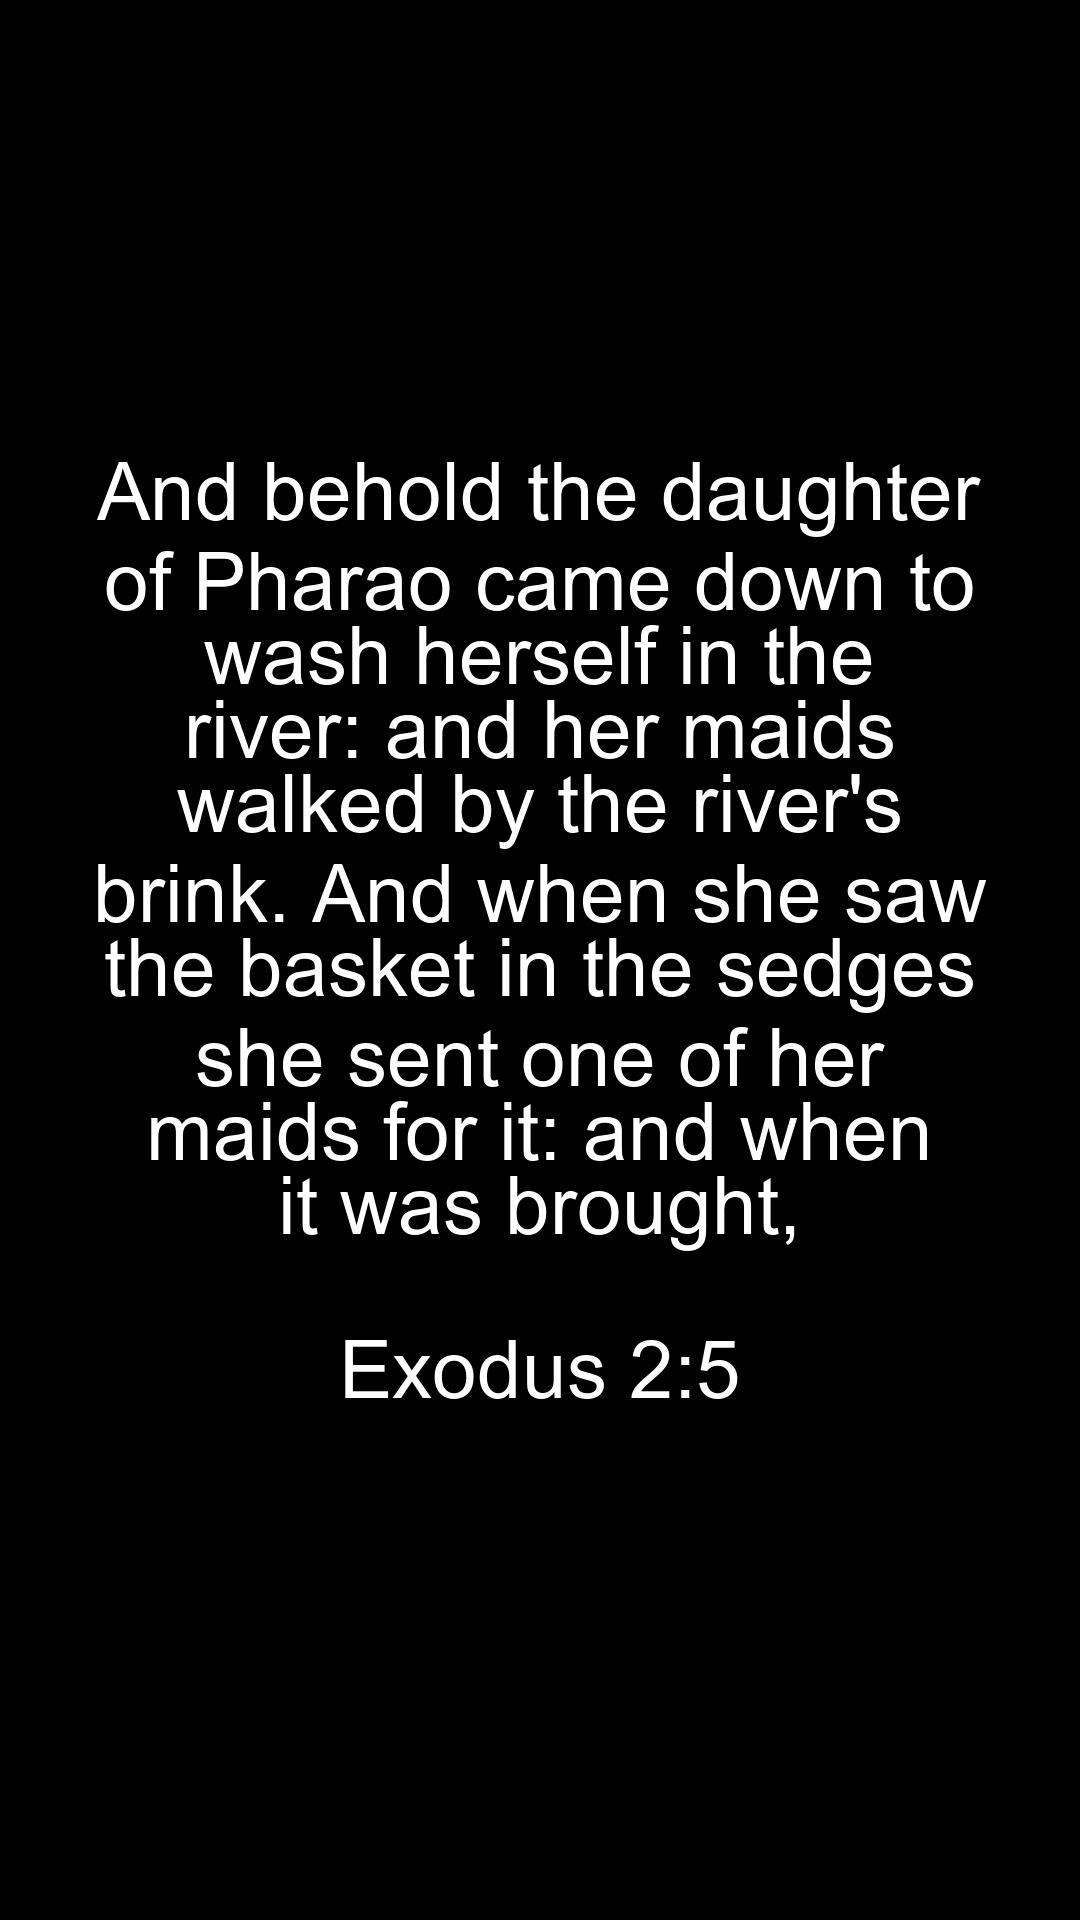 And behold the daughter
of Pharao came down to
wash herself in the
river: and her maids
walked by the river's
brink. And when she saw
the basket in the sedges
she sent one of her
maids for it: and when
it was brought,
Exodus 2:5